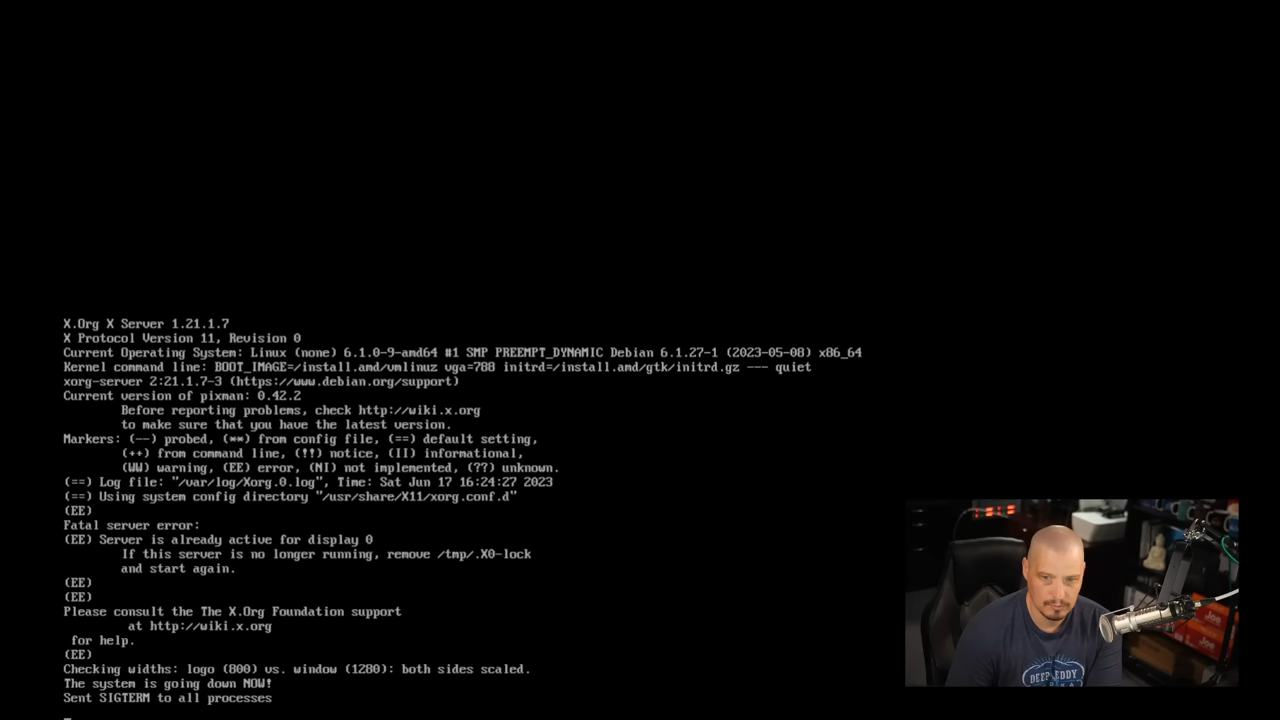 X.Org X Server 1.21.1.7
X Protocol Version 11, Revision 0
Current Operating System: Linux (none) 6.1.0-9-amd64 #1 SMP PREEMPT_DYNAMIC Debian 6.1.27-1 (2023-05-08) x86_64
Kernel command line: BOOT_IMAGE=/install.amd/vmlinuz vga=788 initrd=/install.amd/gtk/initrd.gz --- quiet
xorg-server 2:21.1.7-3 (https://www.debian.org/support)
Current version of pixman: 0.42.2
Before reporting problems, check http://wiki.x.org
to make sure that you have the latest version.
Markers: (--) probed, (**) from config file, (==) default setting,
(++) from command line, (!!) notice, (II) informational,
(WW) warning, (EE) error, (NI) not implemented, (??) unknown.
(==) Log file: "/var/log/Xorg.0.log", Time: Sat Jun 17 16:24:27 2023
(==) Using system config directory "/usr/share/X11/xorg.conf.d"
(EE)
Fatal server error:
(EE) Server is already active for display 0
If this server is no longer running, remove /tmp/.X0-lock
and start again.
(EE)
(EE)
Please consult the The X.Org Foundation support
at http://wiki.x.org
for help.
(EE)
Checking widths: logo (800) vs. window (1280): both sides scaled.
The system is going down NOW!
Sent SIGTERM to all processes
DEEP EDDY
Joe